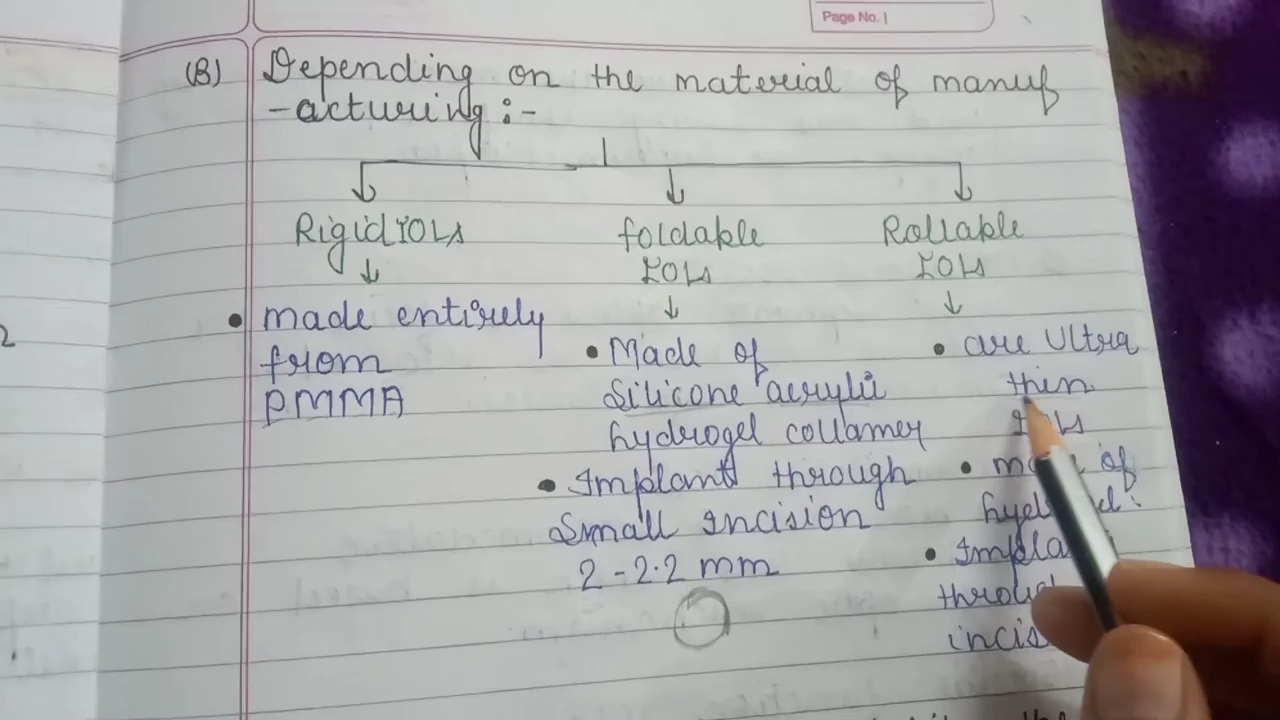 Page No. |
(B) Depending on the material of manuf
-acturing :-
Rigid IOLs
foldable
IOLs
Rollable
IOLs
• made entirely
from
PMMA
• Made of
Silicone acrylic
hydrogel collamer
• Implant through
Small incision
2 - 2.2 mm
• are Ultra
thin
IOLs
• of
• 
incis
2